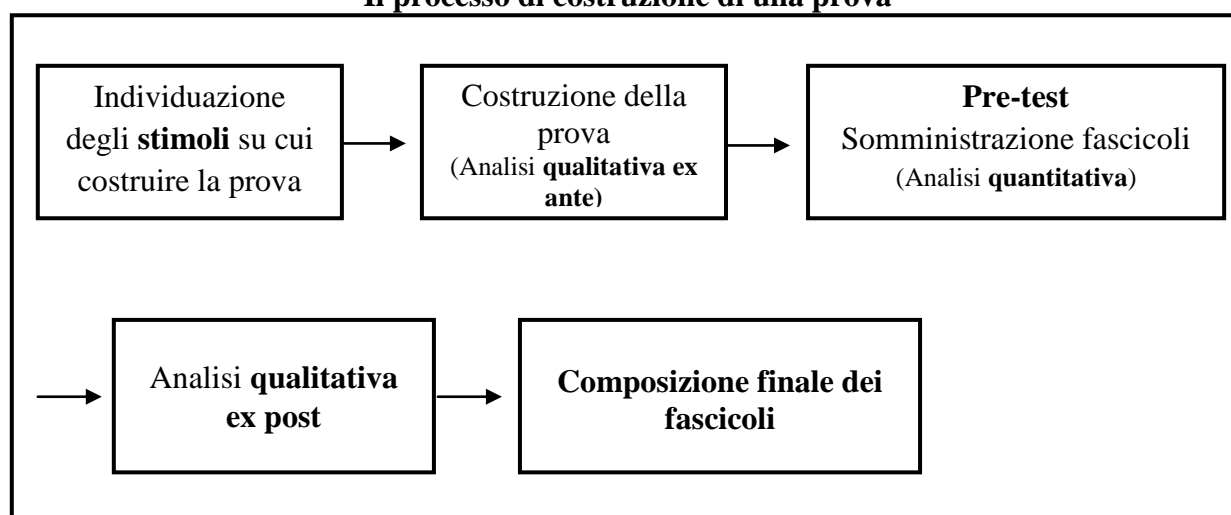 Il processo di costruzione di una prova
Individuazione
degli stimoli su cui
costruire la prova
Costruzione della
prova
(Analisi qualitativa ex
ante)
Pre-test
Somministrazione fascicoli
(Analisi quantitativa)
Analisi qualitativa
ex post
Composizione finale dei
fascicoli